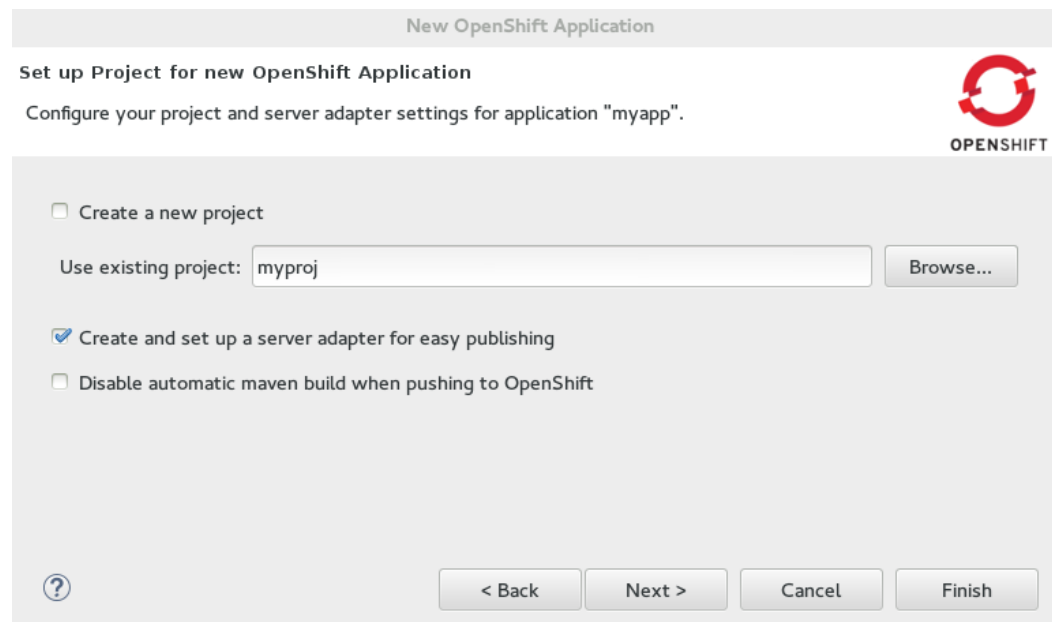 New OpenShift Application
Set up Project for new OpenShift Application
Configure your project and server adapter settings for application "myapp".
OPENSHIFT
Create a new project
Use existing project: myproj Browse...
Create and set up a server adapter for easy publishing
Disable automatic maven build when pushing to OpenShift
? < Back Next > Cancel Finish